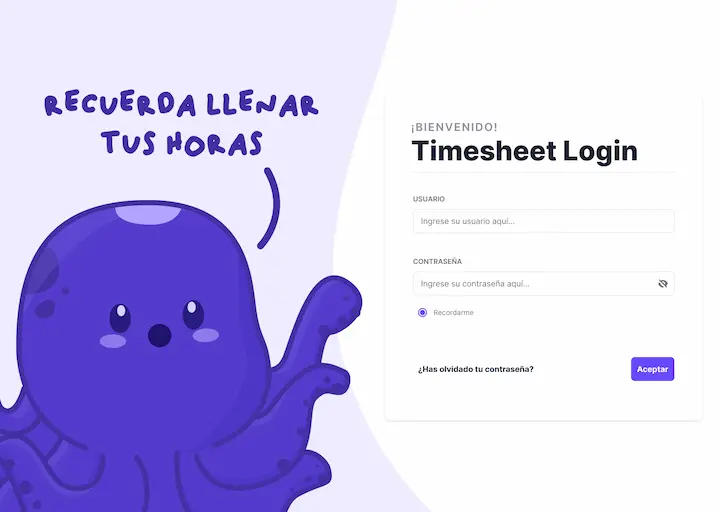 RECUERDA LLENAR
TUS HORAS
¡BIENVENIDO!
Timesheet Login
USUARIO
Ingrese su usuario aquí...
CONTRASEÑA
Ingrese su contraseña aquí...
Recordarme
¿Has olvidado tu contraseña?
Aceptar